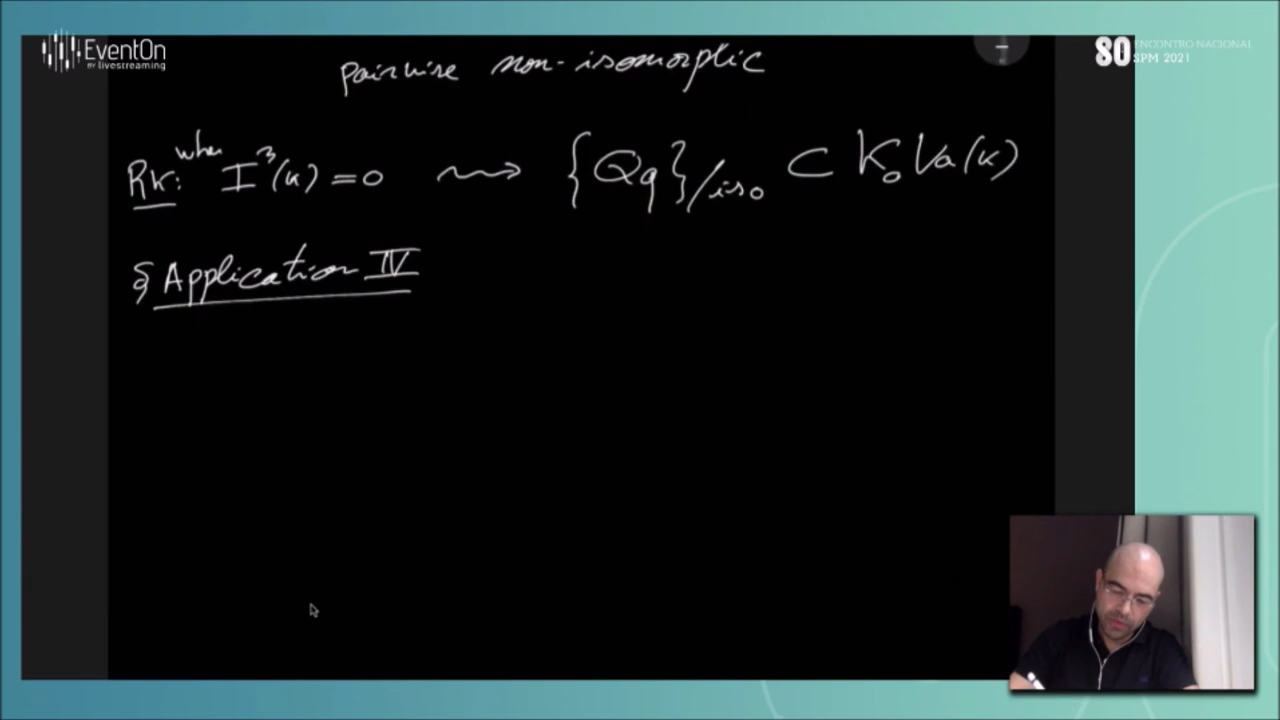 EventOn
BY livestreaming
80 ENCONTRO NACIONAL
SPM 2021
pairwise non-isomorphic
Rk: when I³(k) = 0 ⇝ {Qq}/iso ⊂ K₀Va(k)
§ Application IV